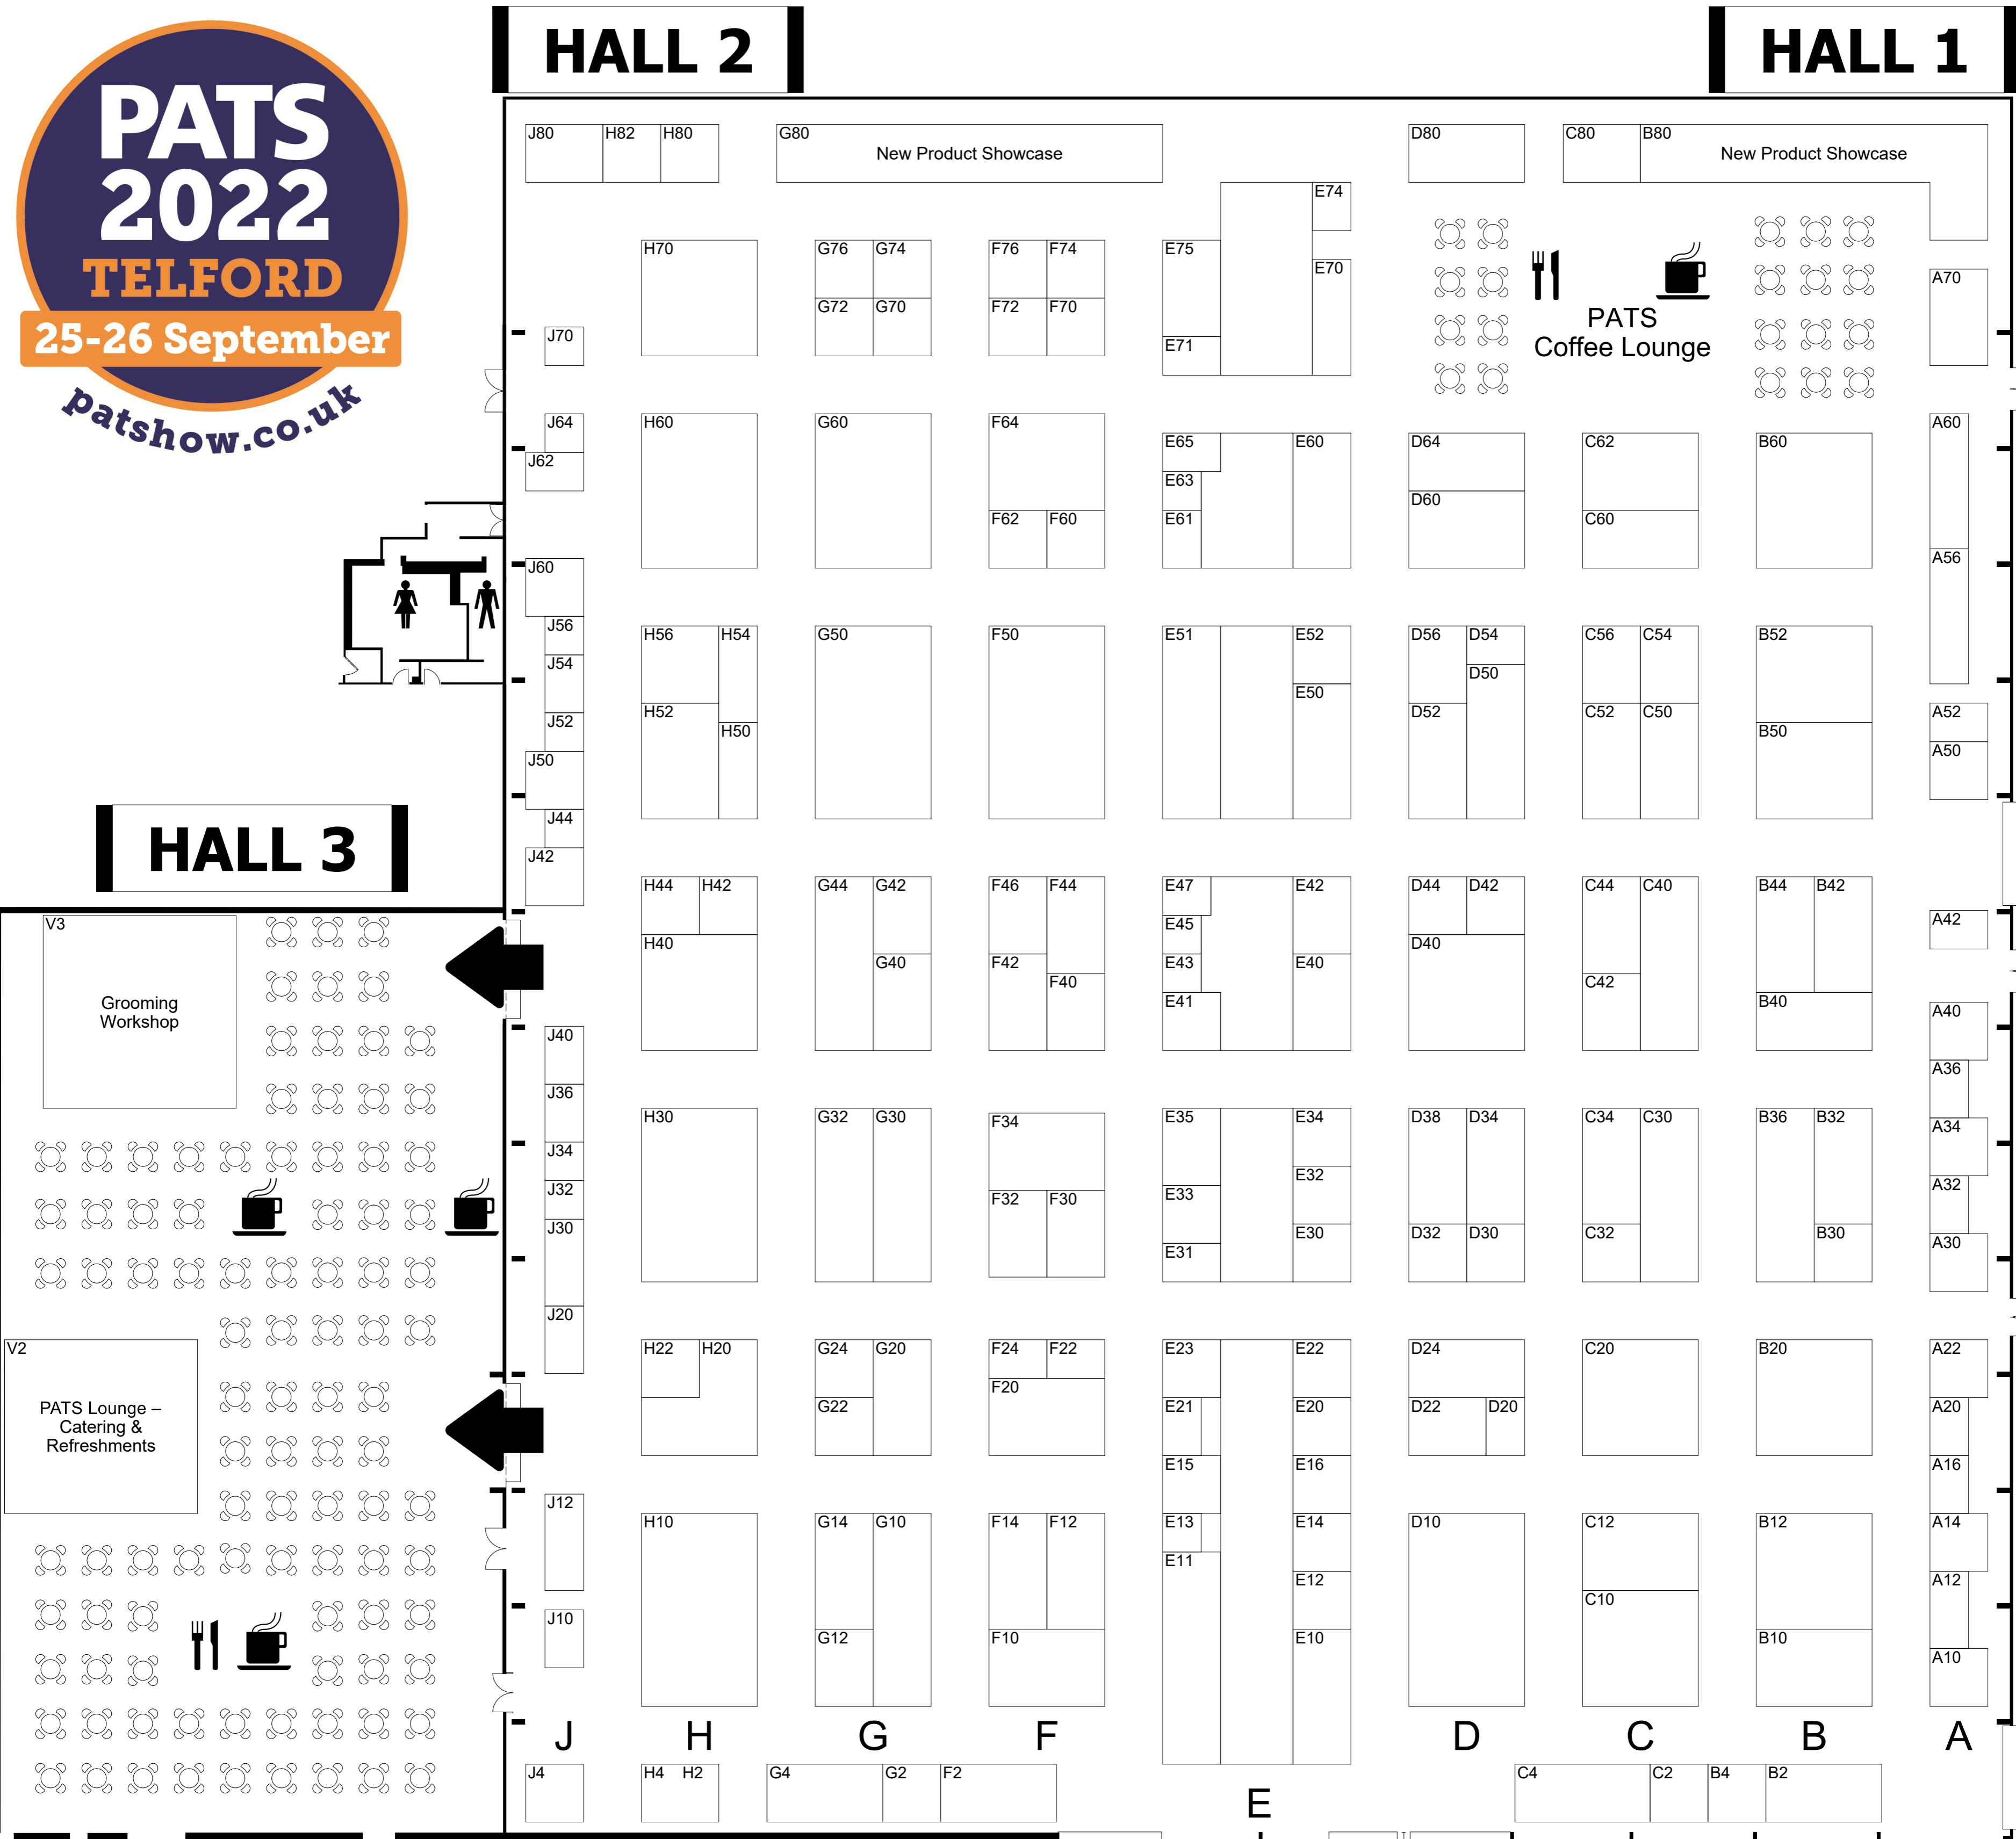 HALL 2
HALL 1
PATS
2022
TELFORD
25-26 September
patshow.co.uk
J80 H82 H80 G80 New Product Showcase D80 C80 B80 New Product Showcase
E74
H70 G76 G74 F76 F74 E75
E70 A70
G72 G70 F72 F70
PATS
Coffee Lounge
J70 E71
J64 H60 G60 F64 A60
E65 E60 D64 C62 B60
J62
E63
D60
F62 F60 E61 C60
A56
J60
J56
H56 H54 G50 F50 E51 E52 D56 D54 C56 C54 B52
J54
D50
E50
H52 D52 C52 C50 A52
J52
H50 B50
A50
J50
J44
HALL 3
J42
H44 H42 G44 G42 F46 F44 E47 E42 D44 D42 C44 C40 B44 B42
V3
A42
E45
H40 D40
G40 F42 E43 E40
F40 C42
E41 B40
Grooming
Workshop
A40
J40
A36
J36
H30 G32 G30 F34 E35 E34 D38 D34 C34 C30 B36 B32
A34
J34
E32
A32
J32
F32 F30 E33
J30
E30 D32 D30 C32 B30
A30
E31
J20
V2
H22 H20 G24 G20 F24 F22 E23 E22 D24 C20 B20 A22
F20
PATS Lounge –
Catering &
Refreshments
G22 E21 E20 D22 D20 A20
E15 E16 A16
J12
H10 G14 G10 F14 F12 E13 E14 D10 C12 B12 A14
E11
E12 A12
C10
J10
G12 F10 E10 B10
A10
J H G F D C B A
J4 H4 H2 G4 G2 F2 C4 C2 B4 B2
E